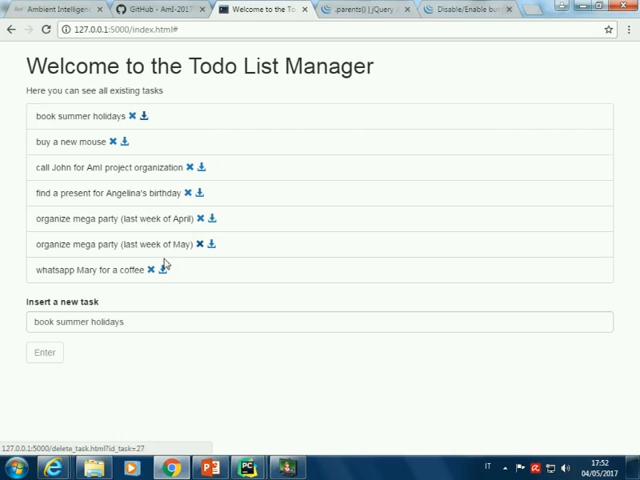 Ambient Intelligenc
GitHub - AmI-2017
Welcome to the To
.parents() | jQuery
Disable/Enable bu
127.0.0.1:5000/index.html#
Welcome to the Todo List Manager
Here you can see all existing tasks
book summer holidays
buy a new mouse
call John for AmI project organization
find a present for Angelina's birthday
organize mega party (last week of April)
organize mega party (last week of May)
whatsapp Mary for a coffee
Insert a new task
book summer holidays
Enter
127.0.0.1:5000/delete_task.html?id_task=27
IT
17:52
04/05/2017